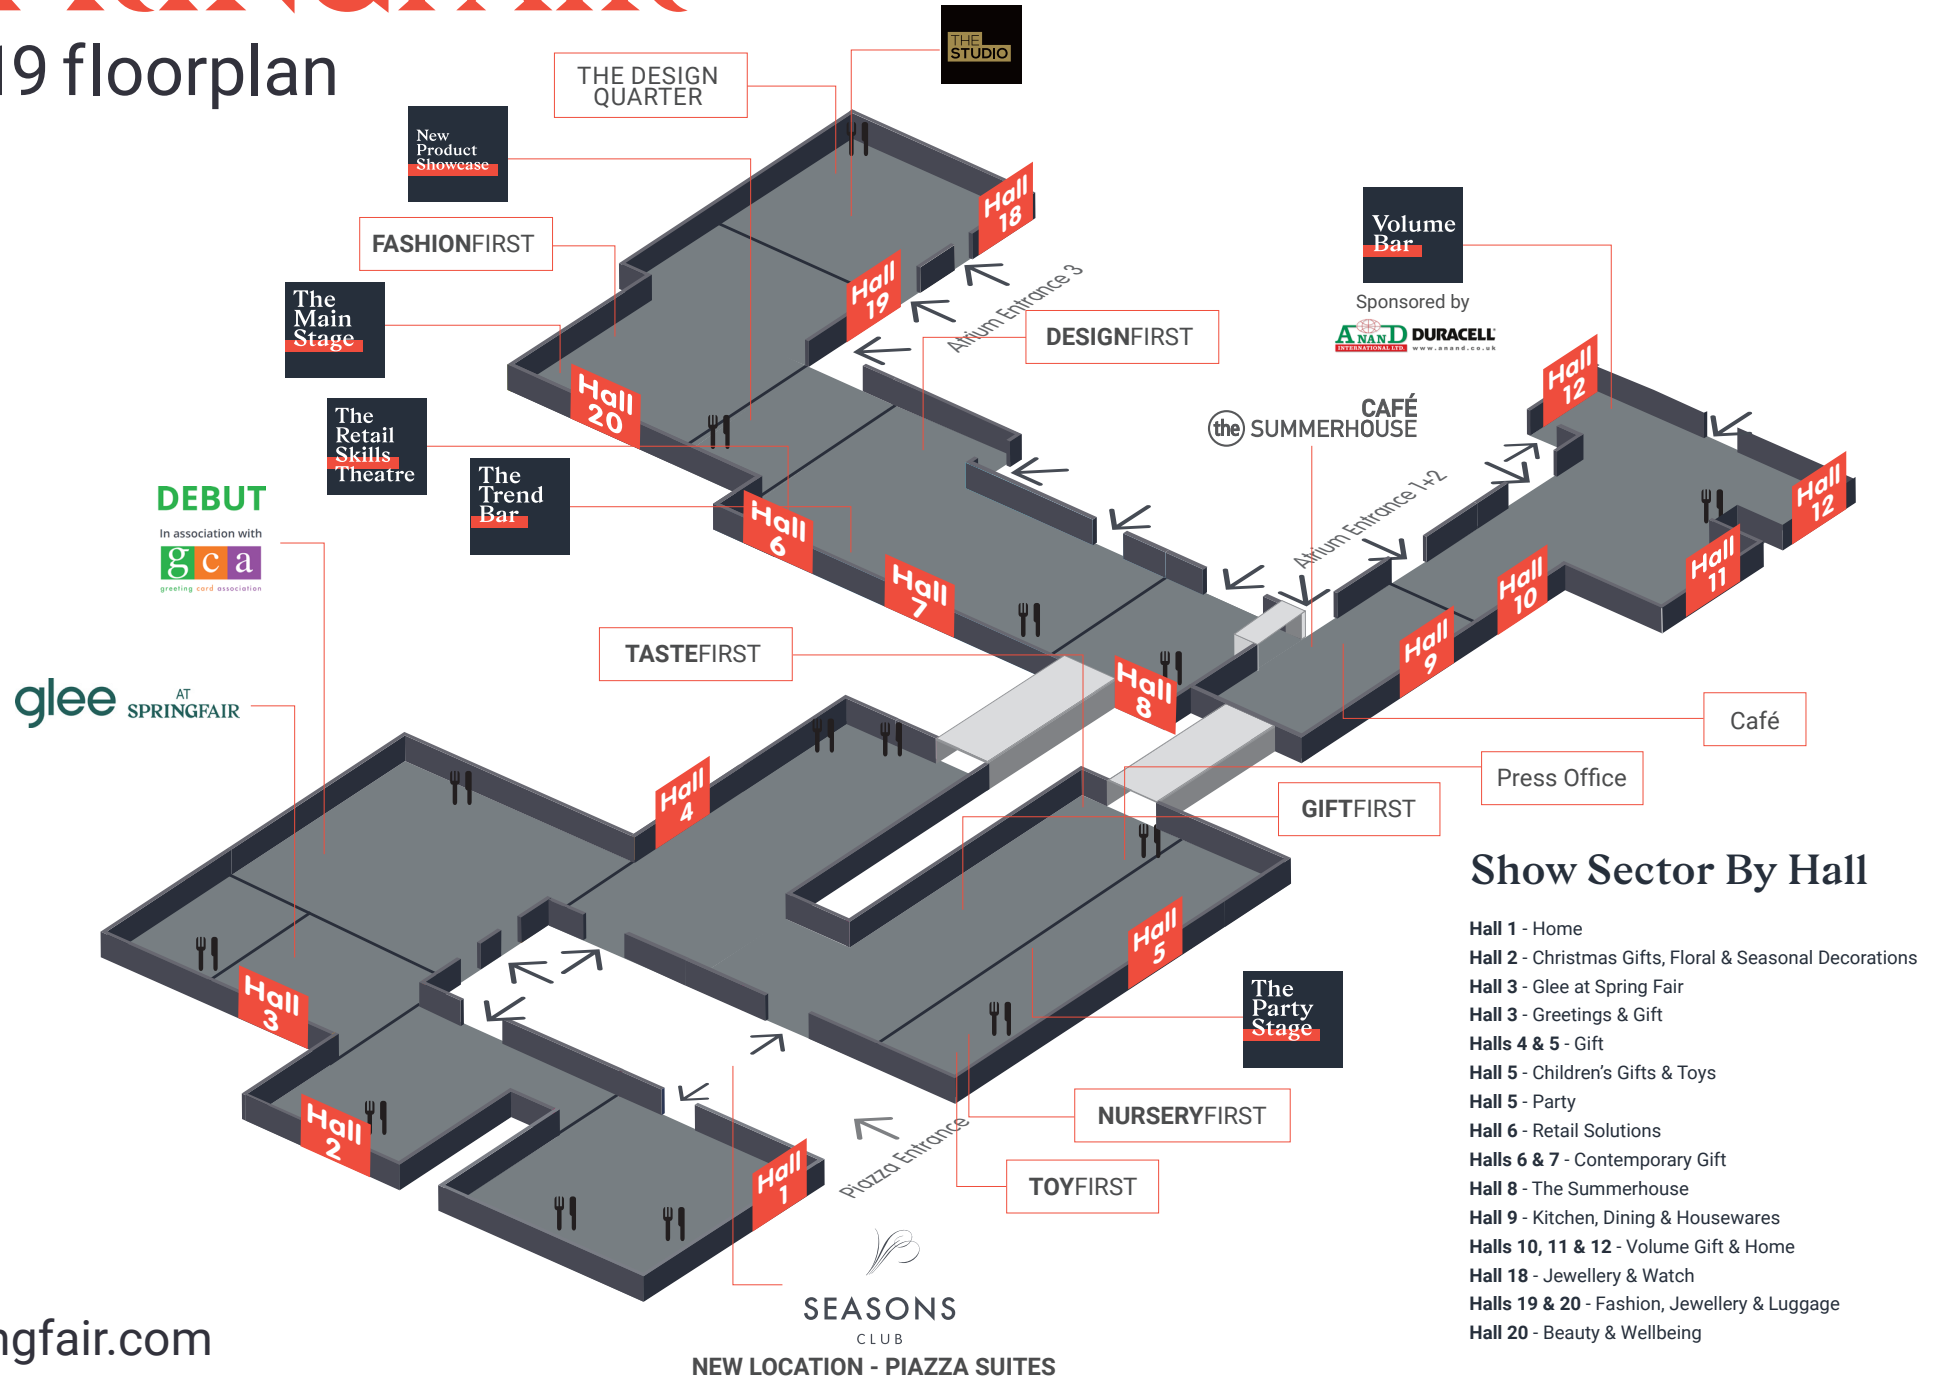 19 floorplan
THE
STUDIO
THE DESIGN
QUARTER
New
Product
Showcase
Hall
18
FASHIONFIRST
Volume
Bar
Sponsored by
ANAND
INTERNATIONAL LTD.
DURACELL
www.anand.co.uk
The
Main
Stage
Hall
19
Atrium Entrance 3
DESIGNFIRST
Hall
20
Hall
12
The
Retail
Skills
Theatre
CAFÉ
the SUMMERHOUSE
The
Trend
Bar
Hall
12
DEBUT
In association with
gca
greeting card association
Hall
6
Atrium Entrance 1+2
Hall
7
Hall
10
Hall
11
TASTEFIRST
Hall
9
Hall
8
glee AT
SPRINGFAIR
Café
Press Office
Hall
4
GIFTFIRST
Hall
5
Hall
3
The
Party
Stage
Hall
2
NURSERYFIRST
Piazza Entrance
Hall
1
TOYFIRST
SEASONS
CLUB
NEW LOCATION - PIAZZA SUITES
Show Sector By Hall
Hall 1 - Home
Hall 2 - Christmas Gifts, Floral & Seasonal Decorations
Hall 3 - Glee at Spring Fair
Hall 3 - Greetings & Gift
Halls 4 & 5 - Gift
Hall 5 - Children’s Gifts & Toys
Hall 5 - Party
Hall 6 - Retail Solutions
Halls 6 & 7 - Contemporary Gift
Hall 8 - The Summerhouse
Hall 9 - Kitchen, Dining & Housewares
Halls 10, 11 & 12 - Volume Gift & Home
Hall 18 - Jewellery & Watch
Halls 19 & 20 - Fashion, Jewellery & Luggage
Hall 20 - Beauty & Wellbeing
ngfair.com